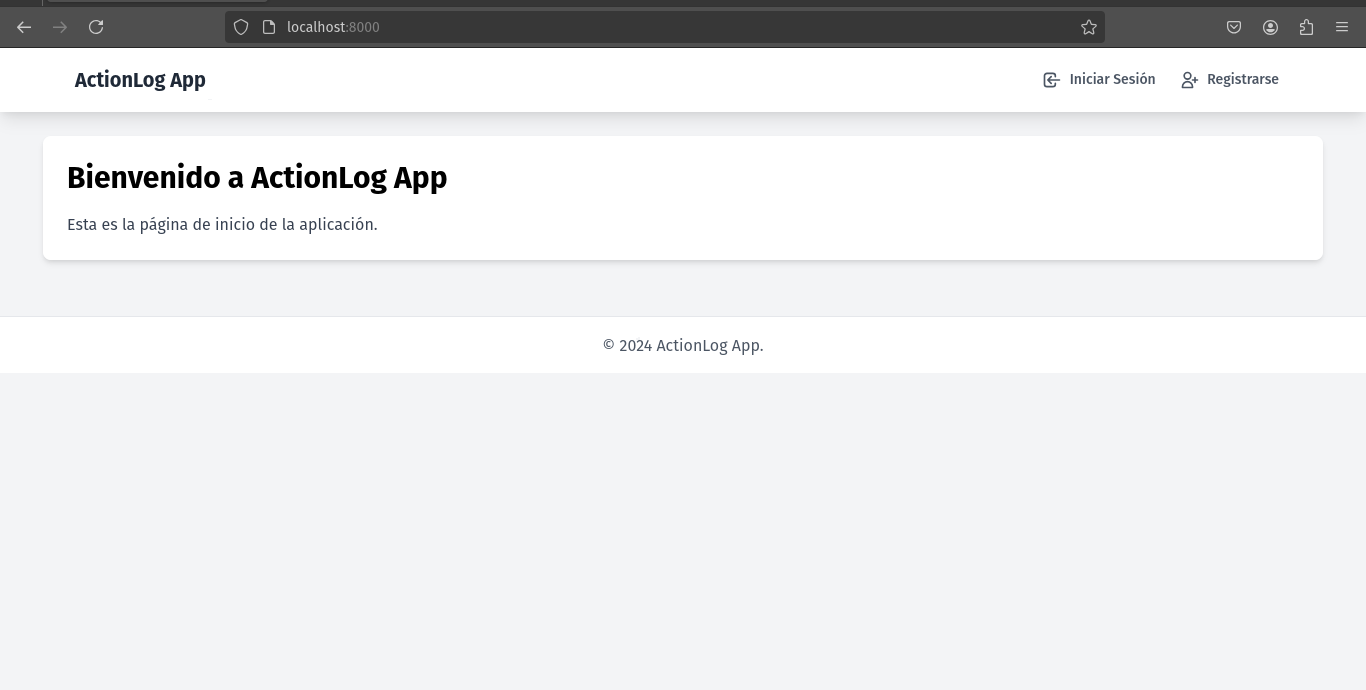 localhost:8000
ActionLog App
Iniciar Sesión
Registrarse
Bienvenido a ActionLog App
Esta es la página de inicio de la aplicación.
© 2024 ActionLog App.